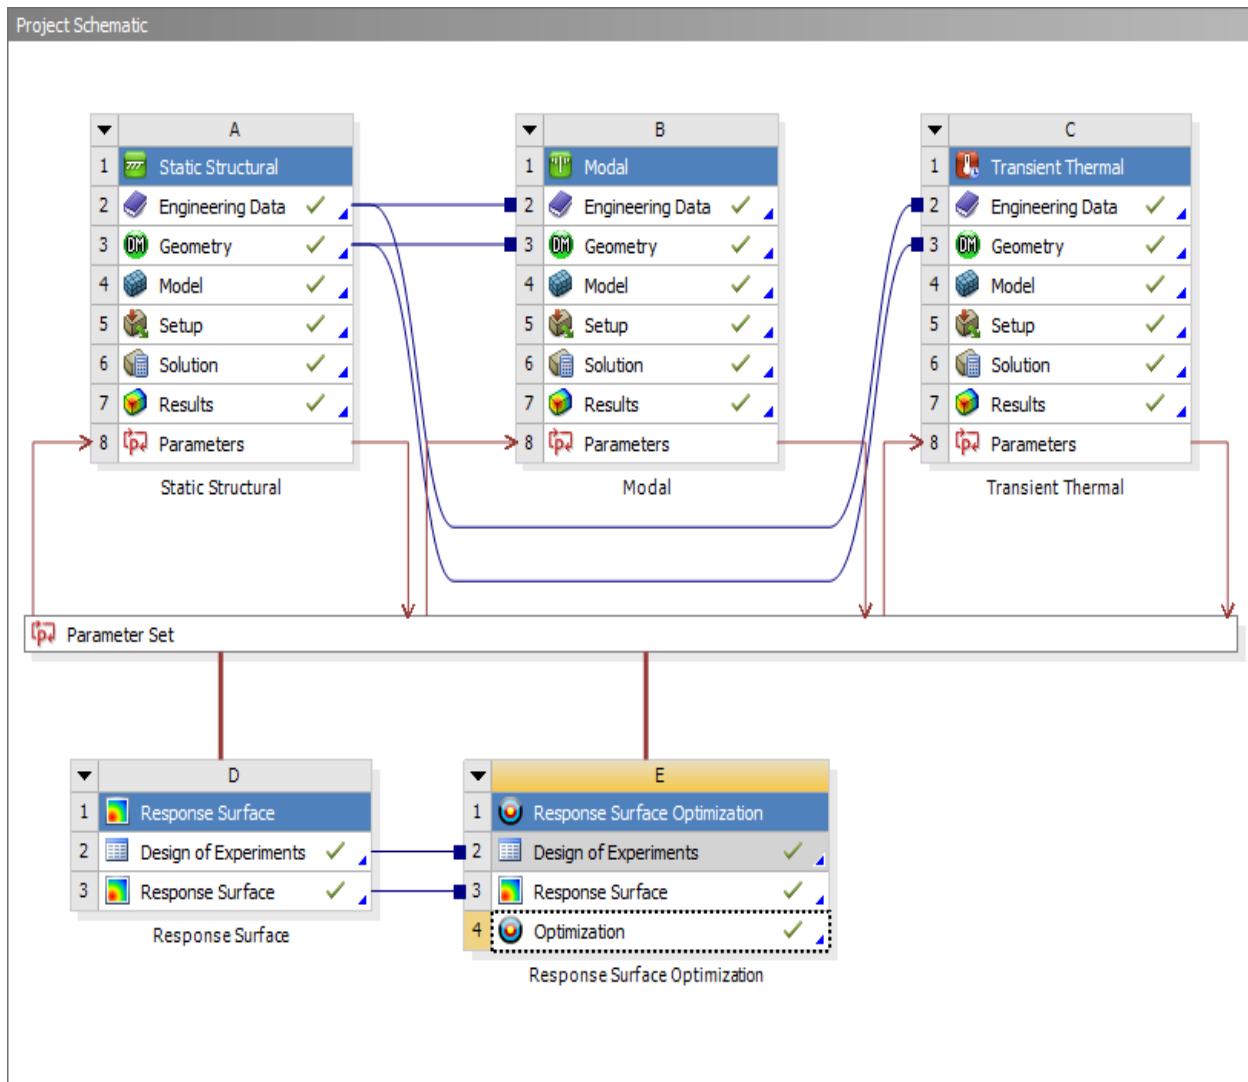 Project Schematic
A
1 Static Structural
2 Engineering Data
3 DM Geometry
4 Model
5 Setup
6 Solution
7 Results
8 Parameters
Static Structural
B
1 Modal
2 Engineering Data
3 DM Geometry
4 Model
5 Setup
6 Solution
7 Results
8 Parameters
Modal
C
1 Transient Thermal
2 Engineering Data
3 DM Geometry
4 Model
5 Setup
6 Solution
7 Results
8 Parameters
Transient Thermal
Parameter Set
D
1 Response Surface
2 Design of Experiments
3 Response Surface
Response Surface
E
1 Response Surface Optimization
2 Design of Experiments
3 Response Surface
4 Optimization
Response Surface Optimization